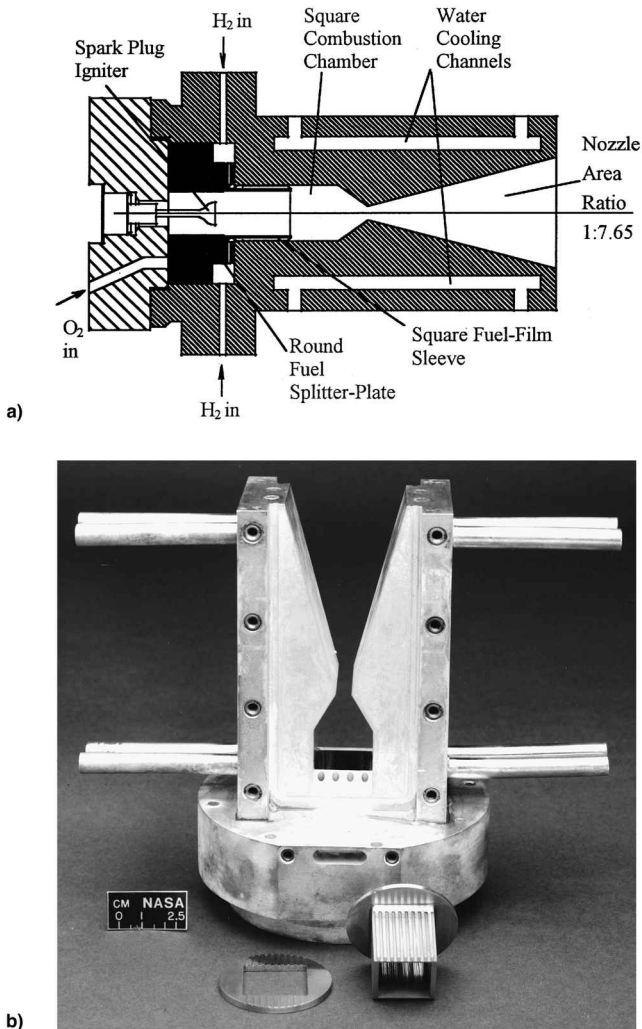 H2 in
Square
Combustion
Chamber
Water
Cooling
Channels
Spark Plug
Igniter
Nozzle
Area
Ratio
1:7.65
O2
in
H2 in
Round
Fuel
Splitter-Plate
Square Fuel-Film
Sleeve
a)
CM NASA
0 1 2.5
b)